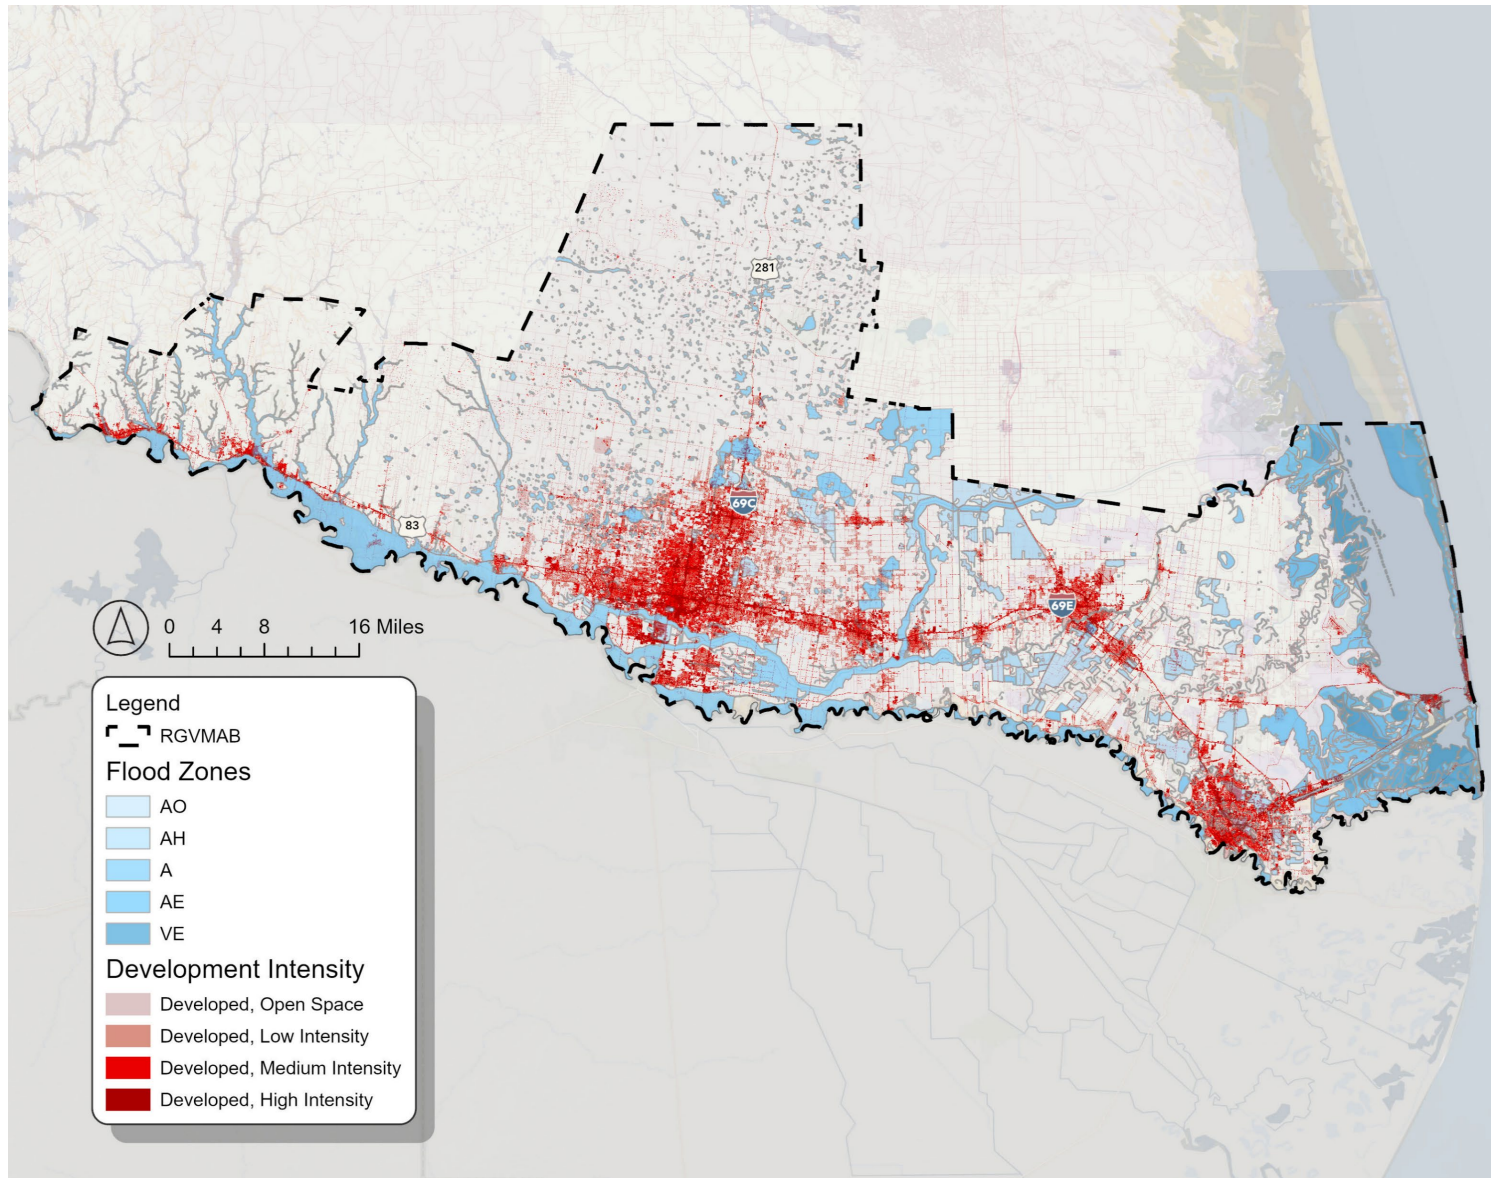 281
69C
83
69E
0 4 8 16 Miles
Legend
RGVMAB
Flood Zones
AO
AH
A
AE
VE
Development Intensity
Developed, Open Space
Developed, Low Intensity
Developed, Medium Intensity
Developed, High Intensity